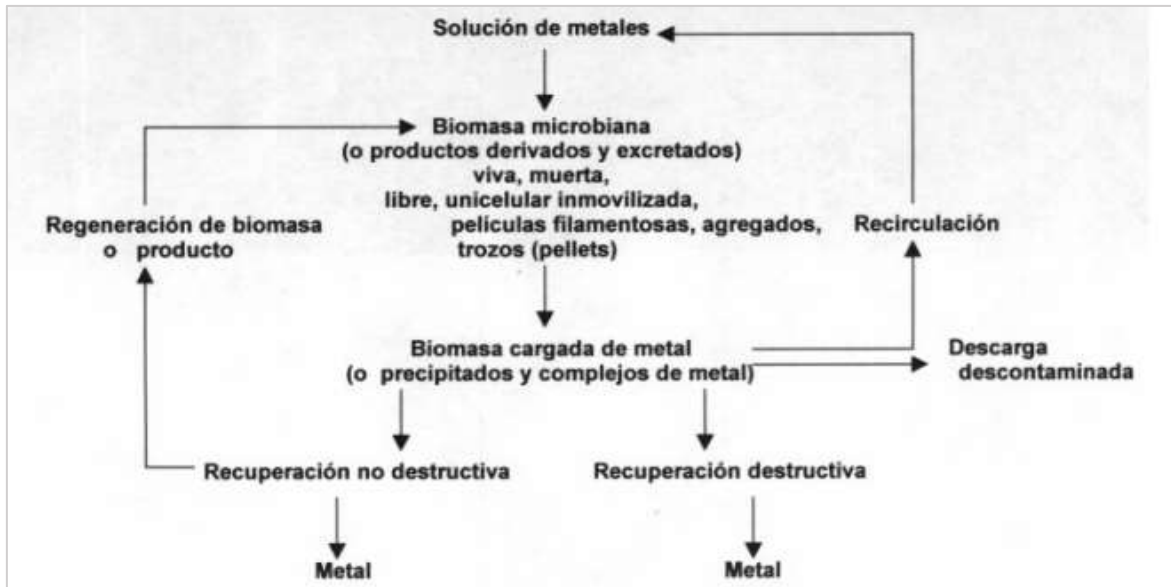 Solución de metales
Biomasa microbiana
(o productos derivados y excretados)
viva, muerta,
libre, unicelular inmovilizada,
películas filamentosas, agregados,
trozos (pellets)
Regeneración de biomasa
o producto
Recirculación
Biomasa cargada de metal
(o precipitados y complejos de metal)
Descarga
descontaminada
Recuperación no destructiva
Recuperación destructiva
Metal
Metal